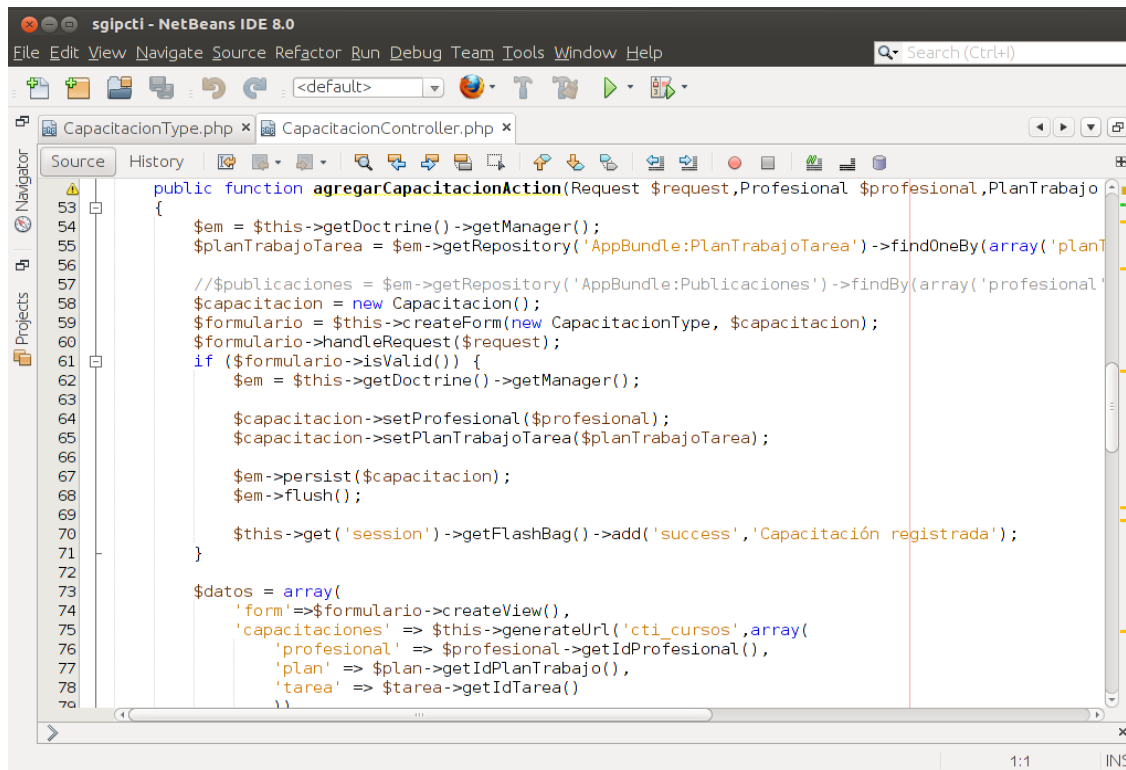 sgipcti - NetBeans IDE 8.0
File Edit View Navigate Source Refactor Run Debug Team Tools Window Help
Search (Ctrl+I)
<default>
CapacitacionType.php × CapacitacionController.php ×
Navigator
Projects
Source History
public function agregarCapacitacionAction(Request $request,Profesional $profesional,PlanTrabajo
53 {
54 $em = $this->getDoctrine()->getManager();
55 $planTrabajoTarea = $em->getRepository('AppBundle:PlanTrabajoTarea')->findOneBy(array('planT
56
57 //$publicaciones = $em->getRepository('AppBundle:Publicaciones')->findBy(array('profesional'
58 $capacitacion = new Capacitacion();
59 $formulario = $this->createForm(new CapacitacionType, $capacitacion);
60 $formulario->handleRequest($request);
61 if ($formulario->isValid()) {
62 $em = $this->getDoctrine()->getManager();
63
64 $capacitacion->setProfesional($profesional);
65 $capacitacion->setPlanTrabajoTarea($planTrabajoTarea);
66
67 $em->persist($capacitacion);
68 $em->flush();
69
70 $this->get('session')->getFlashBag()->add('success','Capacitación registrada');
71 }
72
73 $datos = array(
74 'form'=>$formulario->createView(),
75 'capacitaciones' => $this->generateUrl('cti_cursos',array(
76 'profesional' => $profesional->getIdProfesional(),
77 'plan' => $plan->getIdPlanTrabajo(),
78 'tarea' => $tarea->getIdTarea()
79 ))
1:1 INS